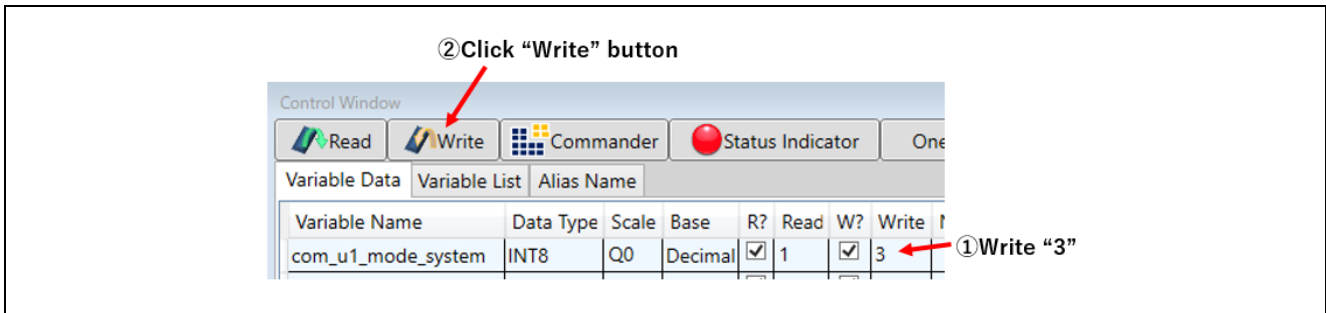 ②Click “Write” button
Control Window
Read Write Commander Status Indicator One
Variable Data Variable List Alias Name
Variable Name Data Type Scale Base R? Read W? Write
com_u1_mode_system INT8 Q0 Decimal 1 3
①Write “3”